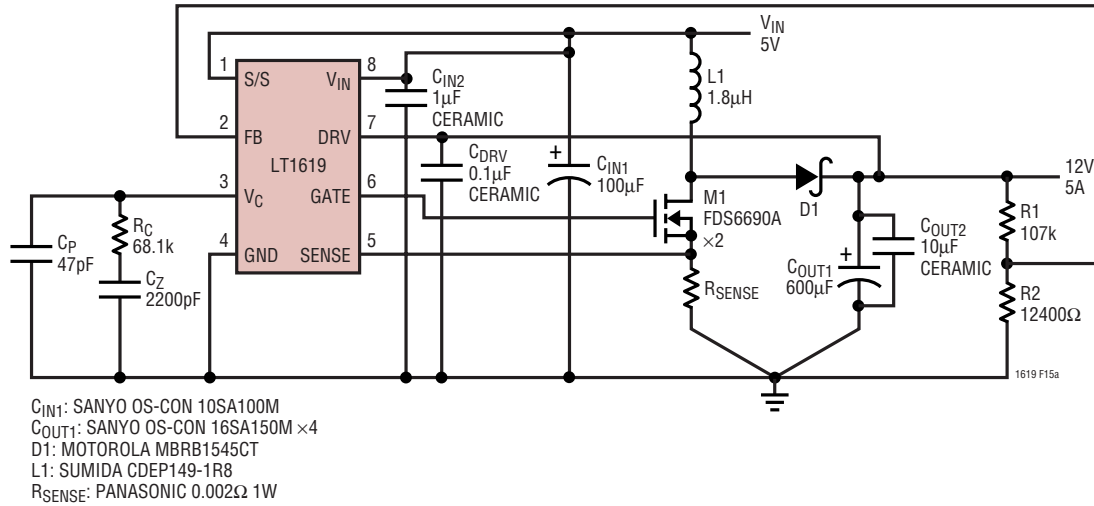 VIN
5V
1
S/S
8
VIN
CIN2
1µF
CERAMIC
L1
1.8µH
2
FB
7
DRV
LT1619
CDRV
0.1µF
CERAMIC
+
CIN1
100µF
12V
5A
D1
3
VC
6
GATE
M1
FDS6690A
×2
R1
107k
RC
68.1k
CP
47pF
4
GND
5
SENSE
COUT2
10µF
CERAMIC
+
COUT1
600µF
CZ
2200pF
RSENSE
R2
12400Ω
1619 F15a
CIN1: SANYO OS-CON 10SA100M
COUT1: SANYO OS-CON 16SA150M ×4
D1: MOTOROLA MBRB1545CT
L1: SUMIDA CDEP149-1R8
RSENSE: PANASONIC 0.002Ω 1W